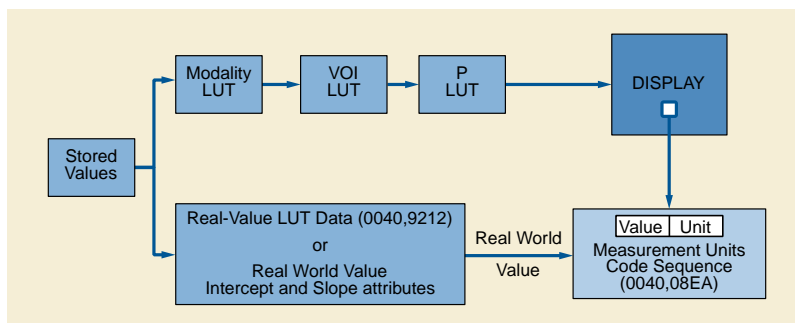 Modality
LUT
VOI
LUT
P
LUT
DISPLAY
Stored
Values
Real-Value LUT Data (0040,9212)
or
Real World Value
Intercept and Slope attributes
Real World
Value
Value Unit
Measurement Units
Code Sequence
(0040,08EA)